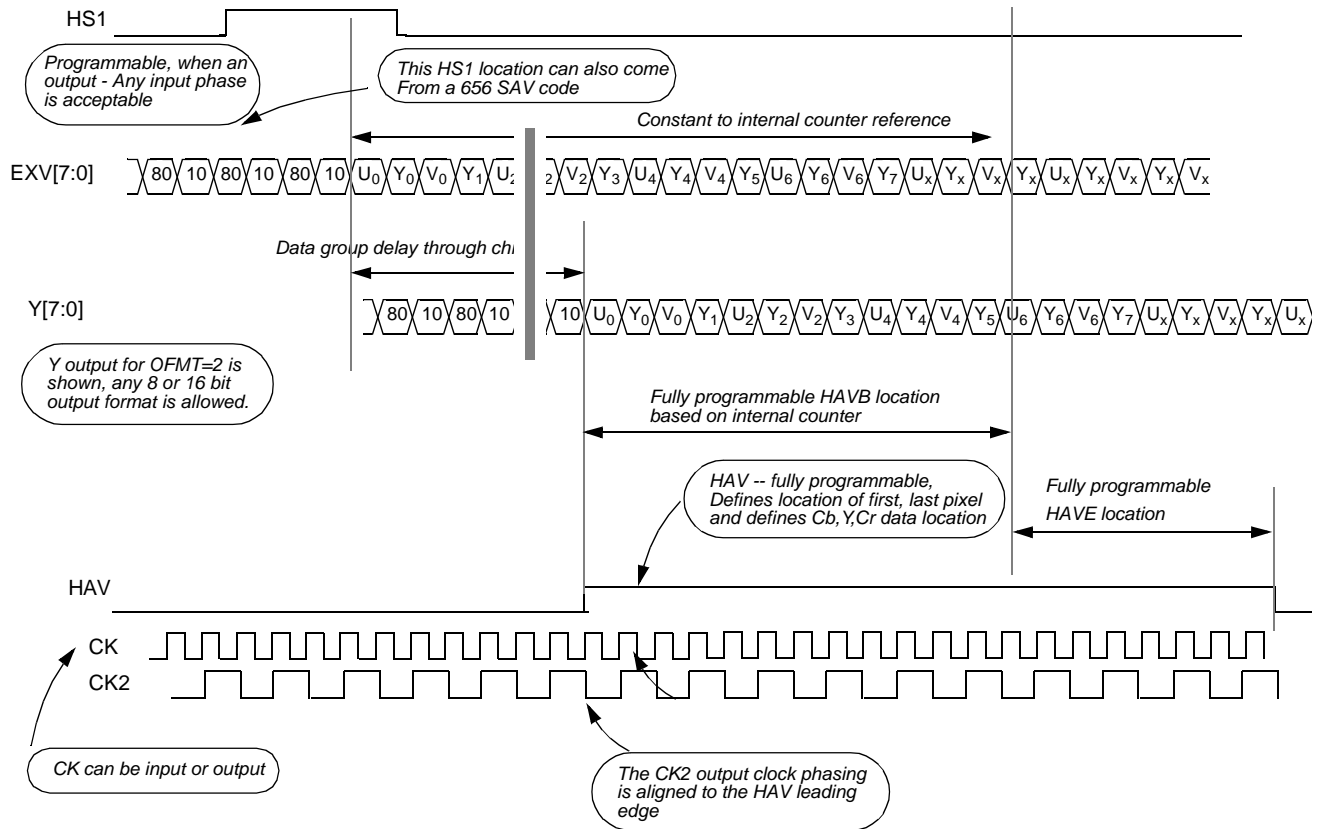 HS1
Programmable, when an
output - Any input phase
is acceptable
This HS1 location can also come
From a 656 SAV code
Constant to internal counter reference
EXV[7:0]
80 10 80 10 80 10 U0 Y0 V0 Y1 U2 2 V2 Y3 U4 Y4 V4 Y5 U6 Y6 V6 Y7 Ux Yx Vx Yx Ux Yx Vx Yx Vx
Data group delay through chi
Y[7:0]
80 10 80 10 10 U0 Y0 V0 Y1 U2 Y2 V2 Y3 U4 Y4 V4 Y5 U6 Y6 V6 Y7 Ux Yx Vx Yx Ux
Y output for OFMT=2 is
shown, any 8 or 16 bit
output format is allowed.
Fully programmable HAVB location
based on internal counter
HAV -- fully programmable,
Defines location of first, last pixel
and defines Cb,Y,Cr data location
Fully programmable
HAVE location
HAV
CK
CK2
CK can be input or output
The CK2 output clock phasing
is aligned to the HAV leading
edge